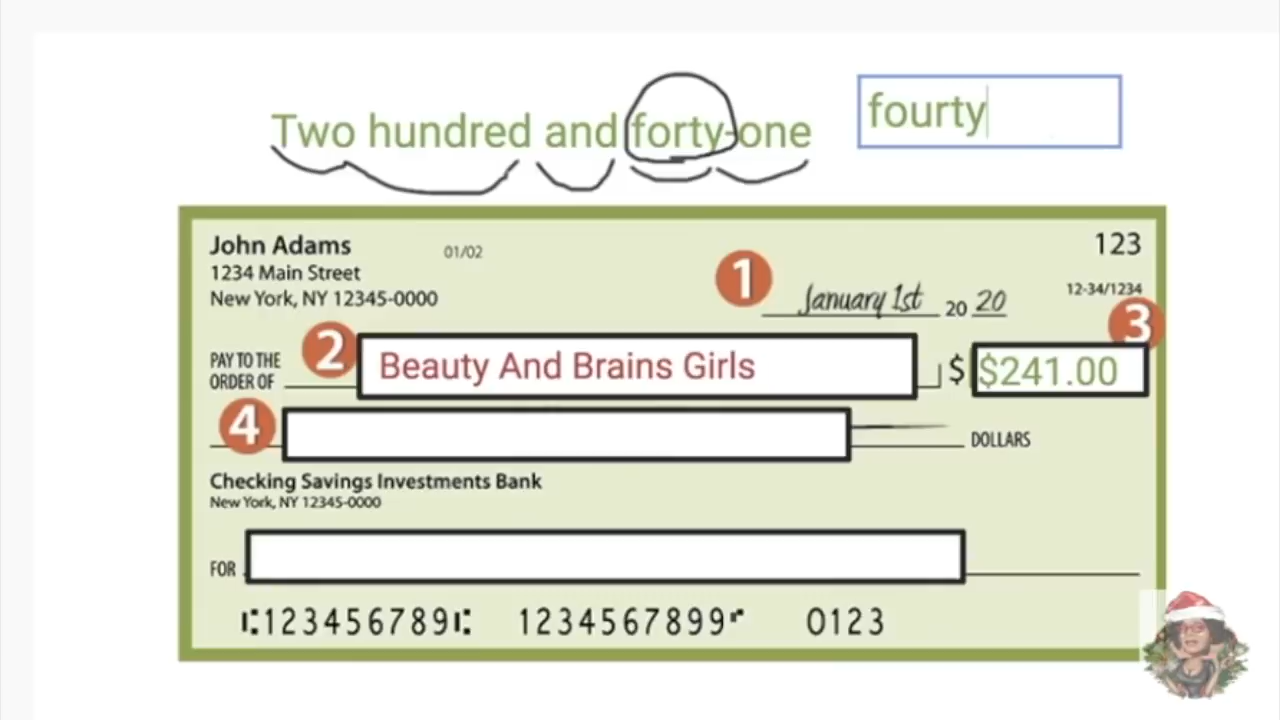 Two hundred and forty-one
fourty
John Adams
01/02
123
1234 Main Street
New York, NY 12345-0000
12-34/1234
1
January 1st 20 20
3
2
PAY TO THE
ORDER OF
Beauty And Brains Girls
$ $241.00
4
DOLLARS
Checking Savings Investments Bank
New York, NY 12345-0000
FOR
⑆123456789⑆ 1234567899⑈ 0123